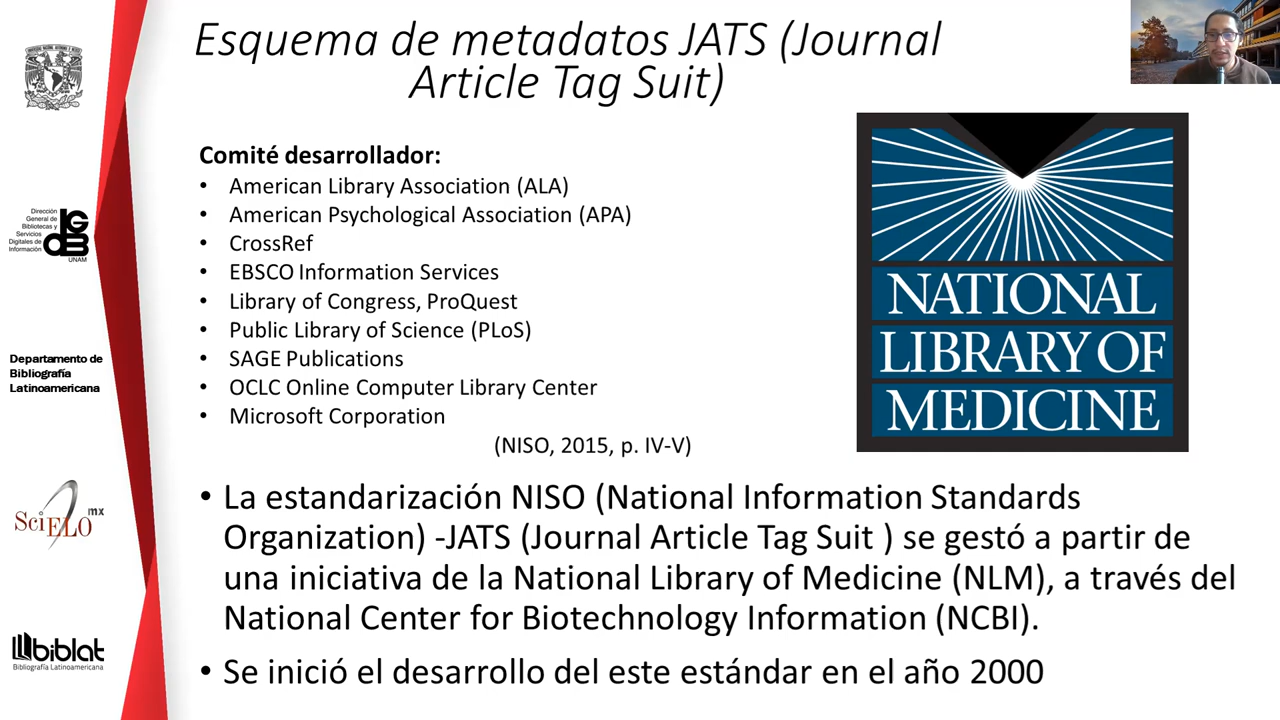 Esquema de metadatos JATS (Journal
Article Tag Suit)
Comité desarrollador:
• American Library Association (ALA)
• American Psychological Association (APA)
• CrossRef
• EBSCO Information Services
• Library of Congress, ProQuest
• Public Library of Science (PLoS)
• SAGE Publications
• OCLC Online Computer Library Center
• Microsoft Corporation
(NISO, 2015, p. IV-V)
• La estandarización NISO (National Information Standards
Organization) -JATS (Journal Article Tag Suit ) se gestó a partir de
una iniciativa de la National Library of Medicine (NLM), a través del
National Center for Biotechnology Information (NCBI).
• Se inició el desarrollo del este estándar en el año 2000
NATIONAL
LIBRARY OF
MEDICINE
Dirección
General de
Bibliotecas y
Servicios
Digitales de
Información
UNAM
Departamento de
Bibliografía
Latinoamericana
SciELO mx
biblat
Bibliografía Latinoamericana